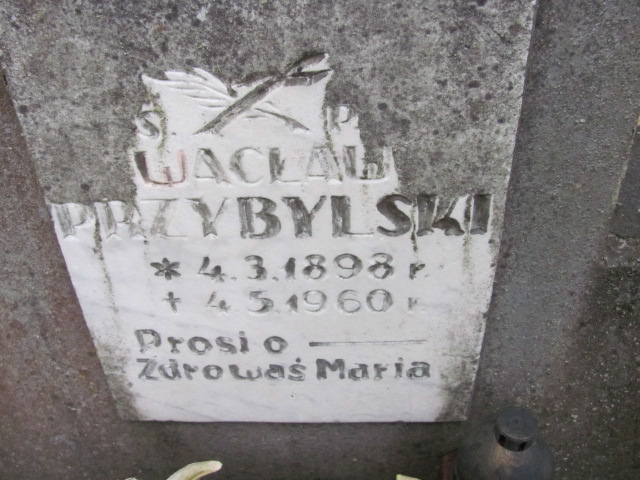 Ś P
WACŁAW
PRZYBYLSKI
* 4.3.1898 r.
+ 4.5.1960 r.
Prosi o
Zdrowaś Maria